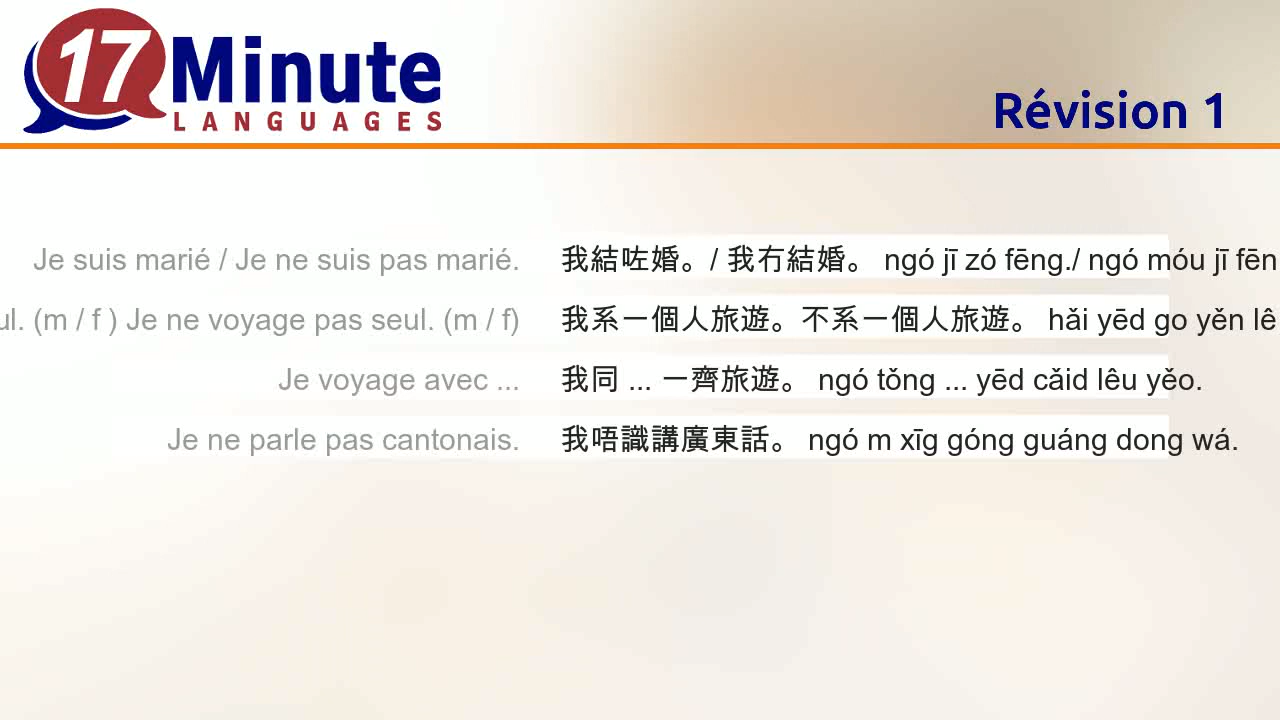 17 Minute
LANGUAGES
Révision 1
Je suis marié / Je ne suis pas marié. 我結咗婚。/ 我冇結婚。 ngó jī zó fēng./ ngó móu jī
(m / f ) Je ne voyage pas seul. (m / f) 我系一個人旅遊。不系一個人旅遊。 hǎi yēd go yěn
Je voyage avec ... 我同 ... 一齊旅遊。 ngó tǒng ... yēd cǎid lêu yěo.
Je ne parle pas cantonais. 我唔識講廣東話。 ngó m xīg góng guáng dong wá.